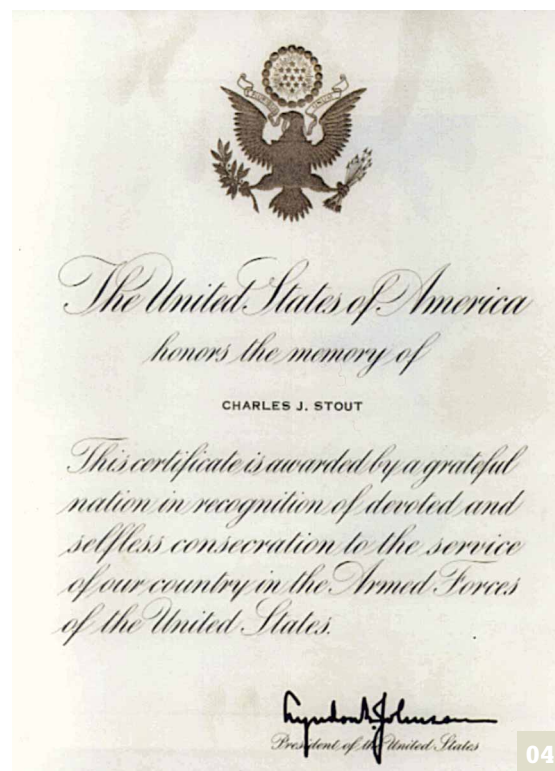 The United States of America
honors the memory of
CHARLES J. STOUT
This certificate is awarded by a grateful
nation in recognition of devoted and
selfless consecration to the service
of our country in the Armed Forces
of the United States.
Lyndon B. Johnson
President of the United States
04